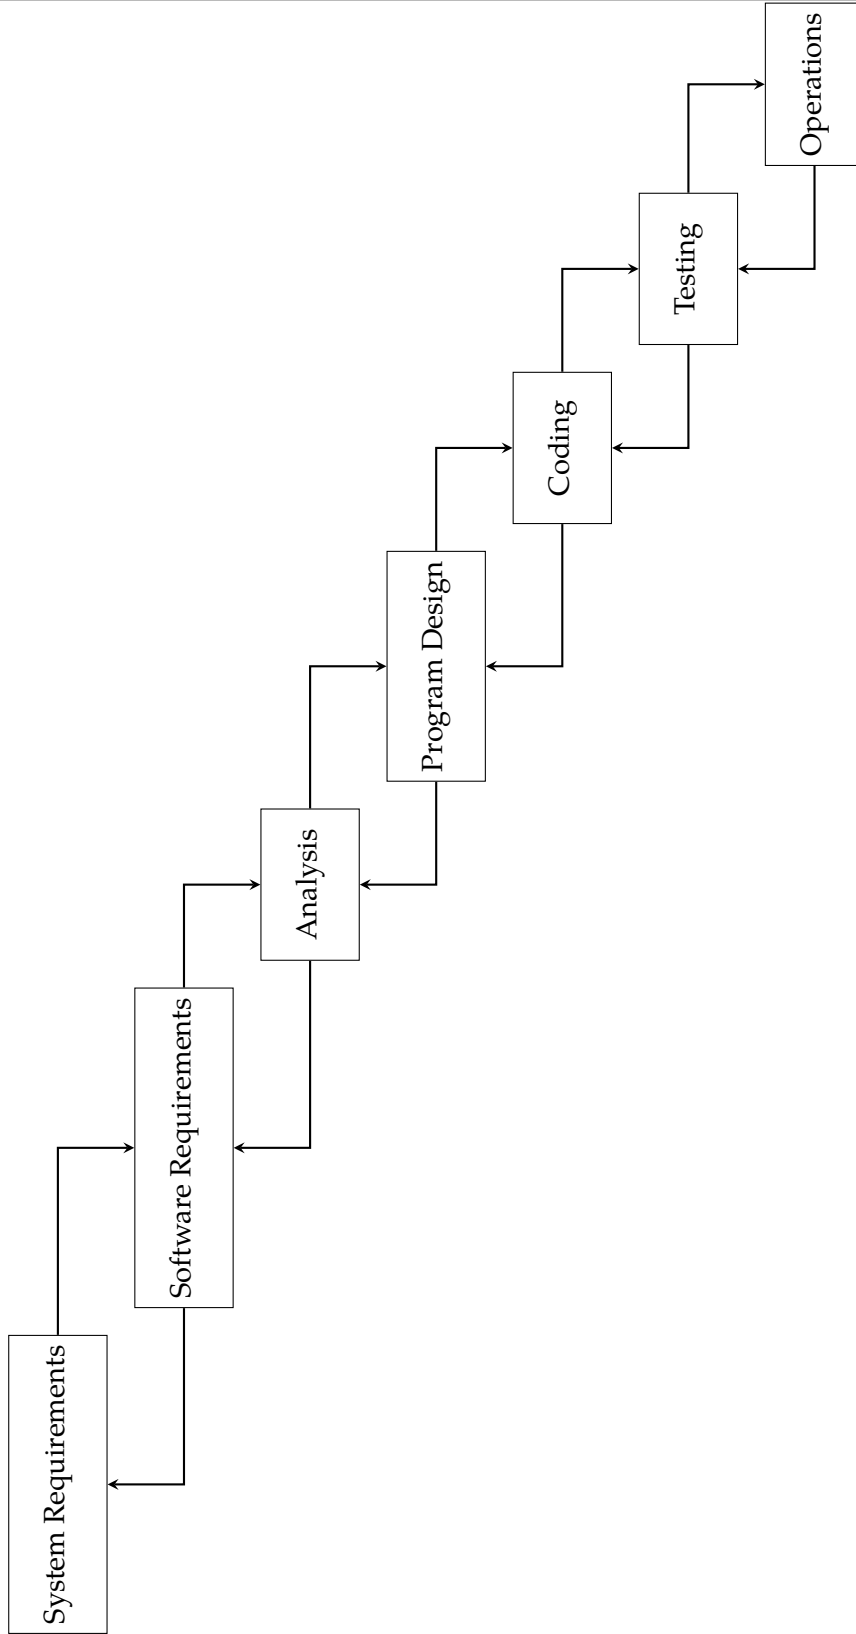 System Requirements
Software Requirements
Analysis
Program Design
Coding
Testing
Operations